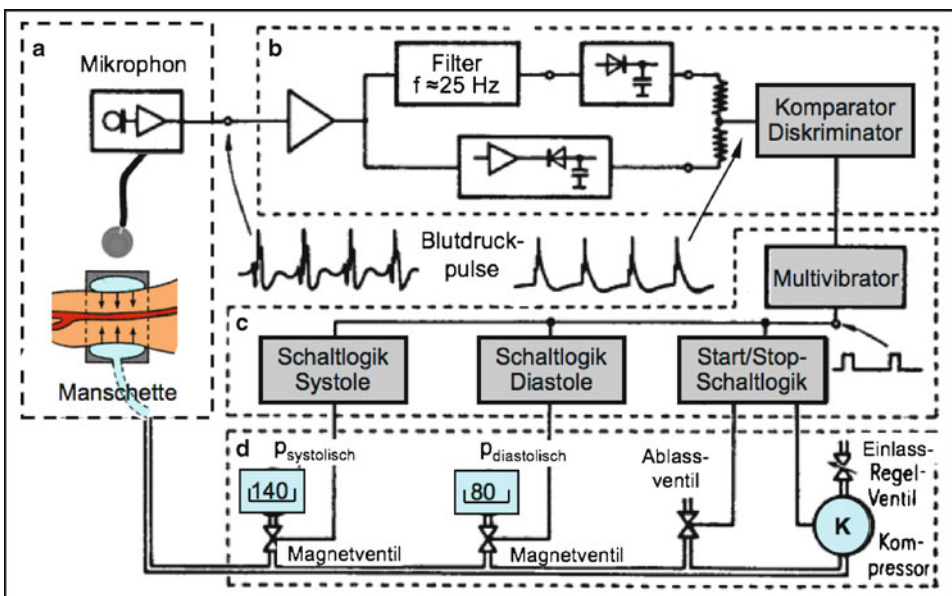 a
Mikrophon
Manschette
b
Filter
f ≈25 Hz
Komparator
Diskriminator
Blutdruck-
pulse
Multivibrator
c
Schaltlogik
Systole
Schaltlogik
Diastole
Start/Stop-
Schaltlogik
d
psystolisch
140
Magnetventil
pdiastolisch
80
Magnetventil
Ablass-
ventil
Einlass-
Regel-
Ventil
K
Kom-
pressor